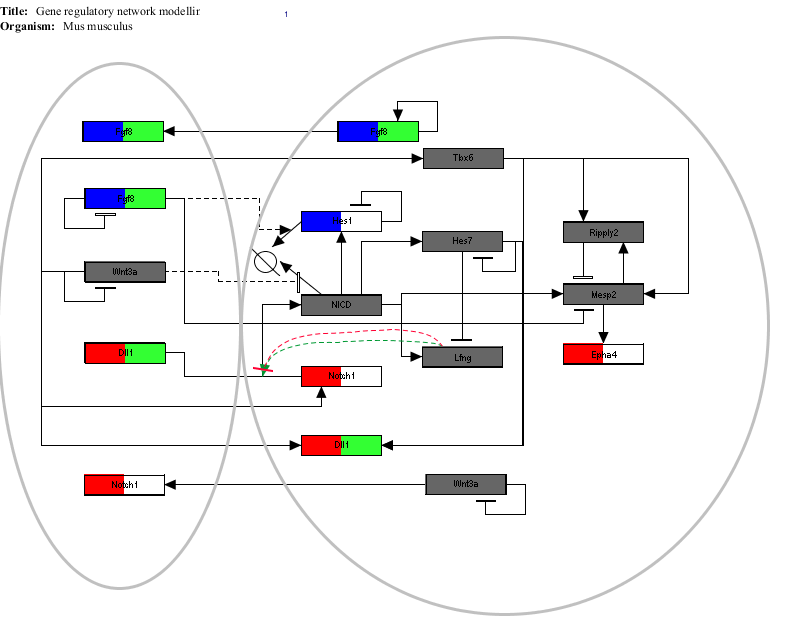 Title: Gene regulatory network modellir
1
Organism: Mus musculus
Fgf8
Fgf8
Tbx6
Fgf8
Hes1
Ripply2
Hes7
Wnt3a
Mesp2
NICD
Dll1
Lfng
Epha4
Notch1
Dll1
Notch1
Wnt3a